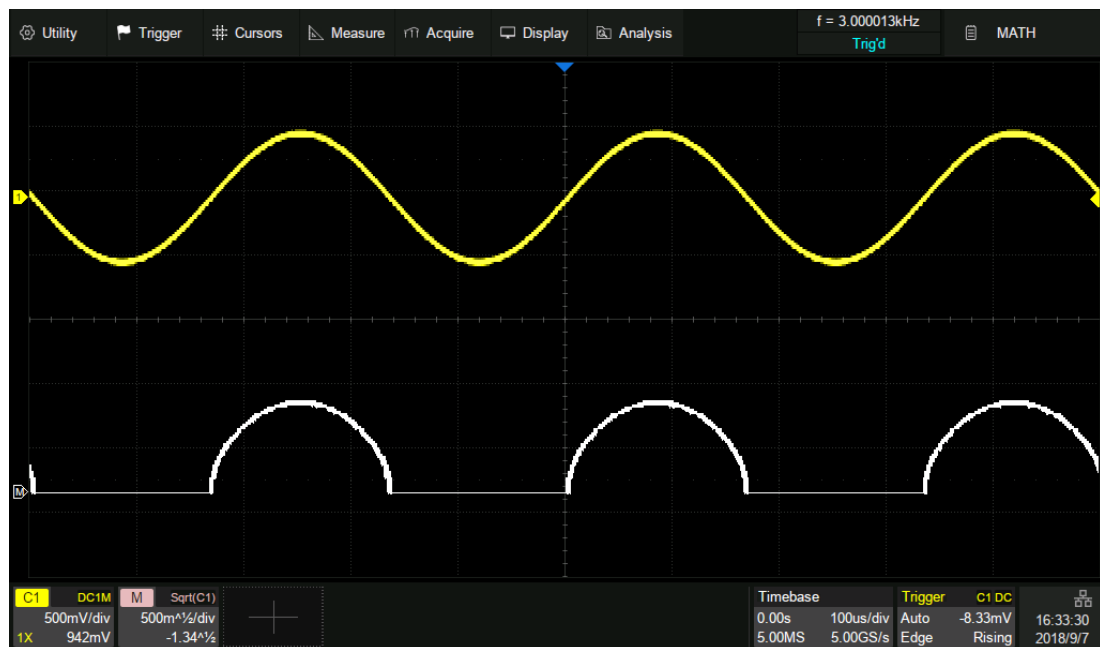 Utility Trigger Cursors Measure Acquire Display Analysis f = 3.000013kHz MATH
Trig'd
1
M
C1 DC1M M Sqrt(C1) Timebase Trigger C1 DC
500mV/div 500m^½/div 0.00s 100us/div Auto -8.33mV 16:33:30
1X 942mV -1.34^½ 5.00MS 5.00GS/s Edge Rising 2018/9/7